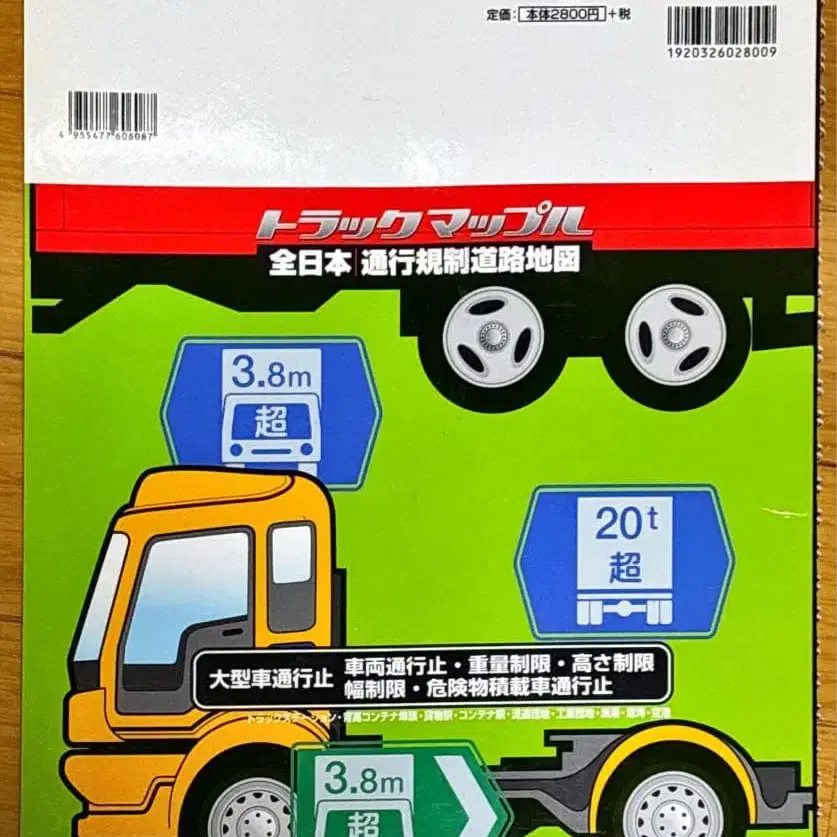 定価：本体2800円+税
1920326028009
4955477606087
トラックマップル
全日本 通行規制道路地図
3.8m
超
20t
超
大型車通行止 車両通行止・重量制限・高さ制限
幅制限・危険物積載車通行止
3.8m
超